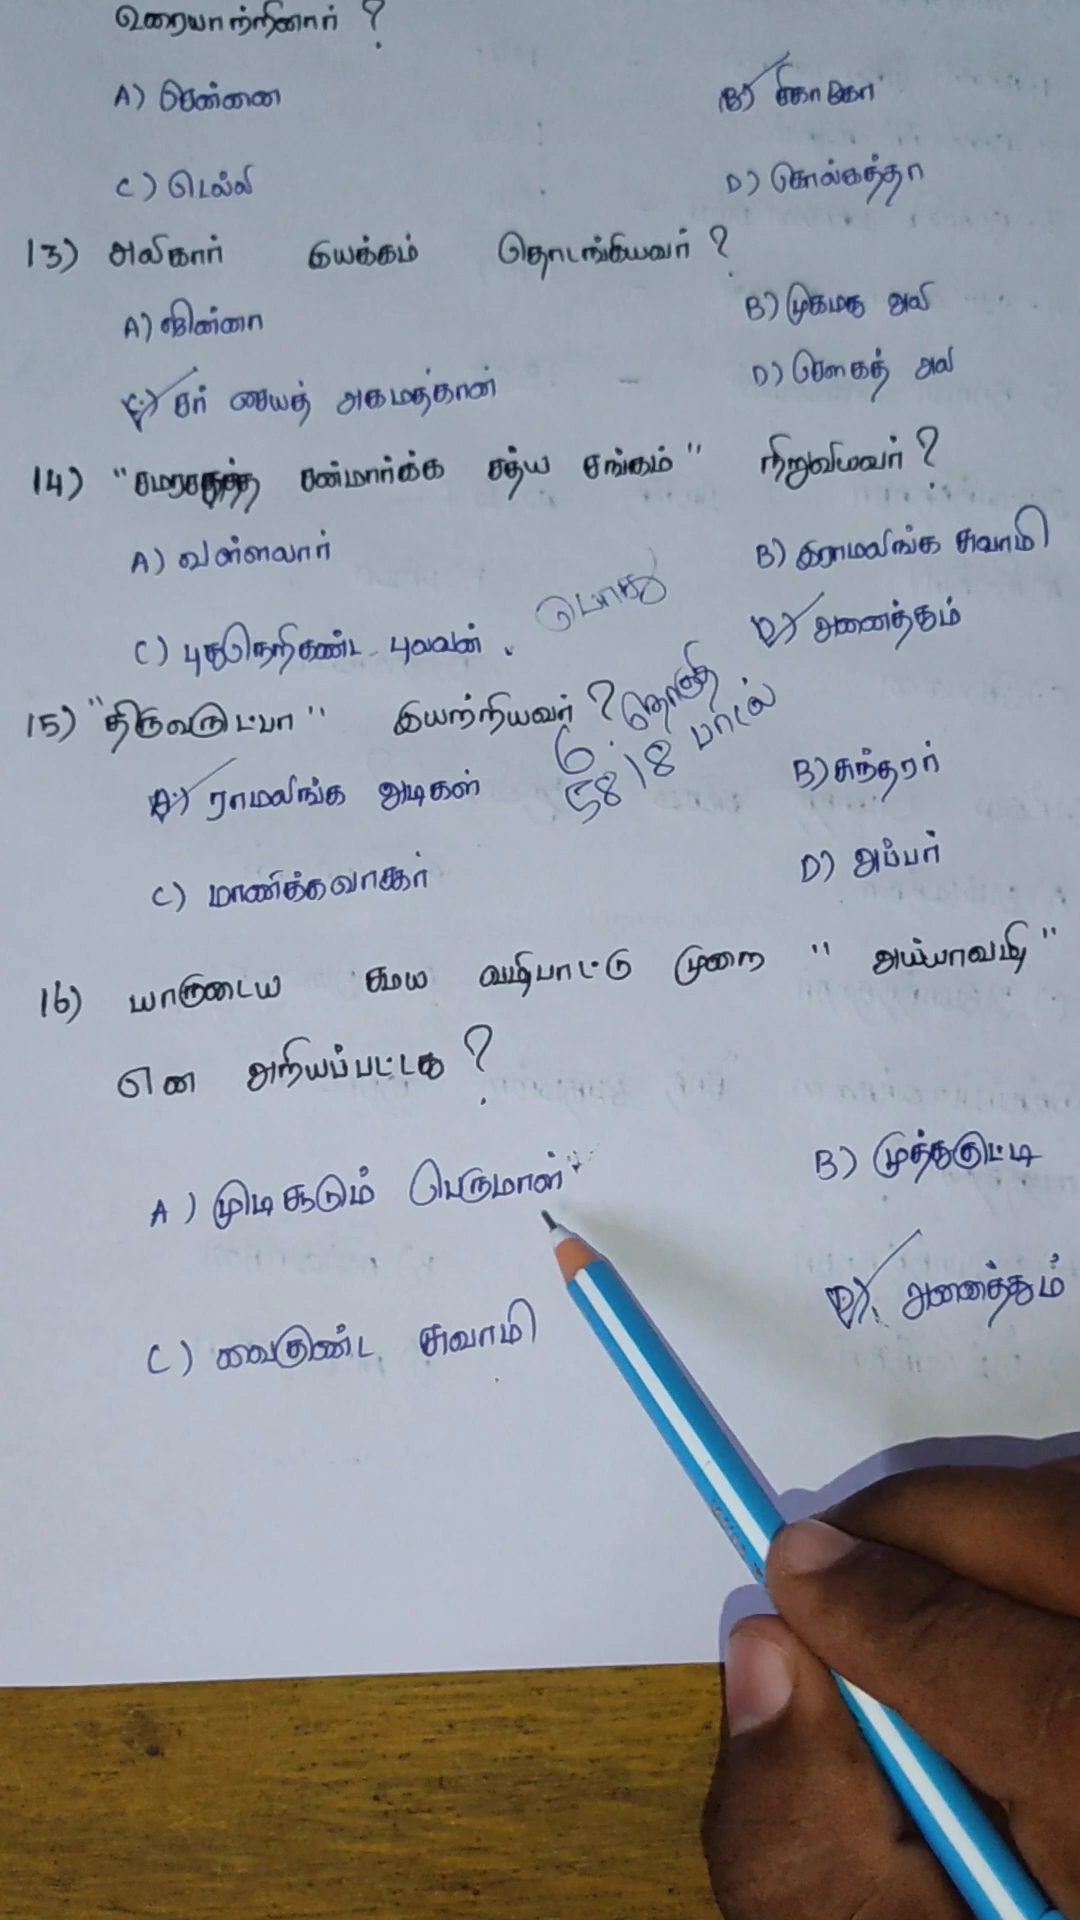 உரையாற்றினார் ?
A) சென்னை
B) சிகாகோ
C) டெல்லி
D) கொல்கத்தா
13) அலிகார் இயக்கம் தொடங்கியவர் ?
A) ஜின்னா
B) முகமது அலி
C) சர் சையத் அகமத்கான்
D) சௌகத் அலி
14) "சமரசசுத்த சன்மார்க்க சத்ய சங்கம்" நிறுவியவர் ?
A) வள்ளலார்
B) இராமலிங்க சுவாமி
C) புதுநெறிகண்ட புலவன்.
பொது
D) அனைத்தும்
15) "திருவருட்பா" இயற்றியவர் ?
6. தொகுதி
5818 பாடல்
A) ராமலிங்க அடிகள்
B) சுந்தரர்
C) மாணிக்கவாசகர்
D) அப்பர்
16) யாருடைய சமய வழிபாட்டு முறை "அய்யாவழி"
என அறியப்பட்டது ?
A) முடி சூடும் பெருமாள்
B) முத்துகுட்டி
C) வைகுண்ட சுவாமி
D) அனைத்தும்